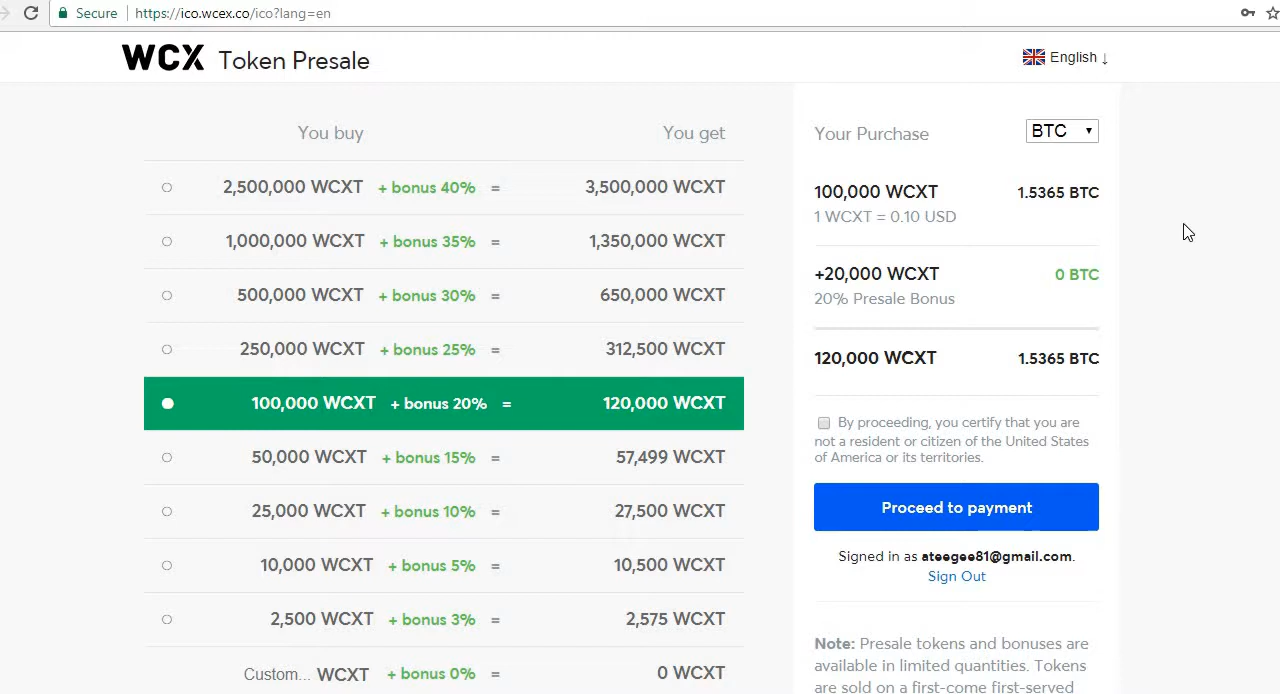 Secure https://ico.wcex.co/ico?lang=en
WCX Token Presale
English ↓
You buy You get
2,500,000 WCXT + bonus 40% = 3,500,000 WCXT
1,000,000 WCXT + bonus 35% = 1,350,000 WCXT
500,000 WCXT + bonus 30% = 650,000 WCXT
250,000 WCXT + bonus 25% = 312,500 WCXT
100,000 WCXT + bonus 20% = 120,000 WCXT
50,000 WCXT + bonus 15% = 57,499 WCXT
25,000 WCXT + bonus 10% = 27,500 WCXT
10,000 WCXT + bonus 5% = 10,500 WCXT
2,500 WCXT + bonus 3% = 2,575 WCXT
Custom... WCXT + bonus 0% = 0 WCXT
Your Purchase BTC
100,000 WCXT 1.5365 BTC
1 WCXT = 0.10 USD
+20,000 WCXT 0 BTC
20% Presale Bonus
120,000 WCXT 1.5365 BTC
By proceeding, you certify that you are
not a resident or citizen of the United States
of America or its territories.
Proceed to payment
Signed in as ateegee81@gmail.com.
Sign Out
Note: Presale tokens and bonuses are
available in limited quantities. Tokens
are sold on a first-come first-served